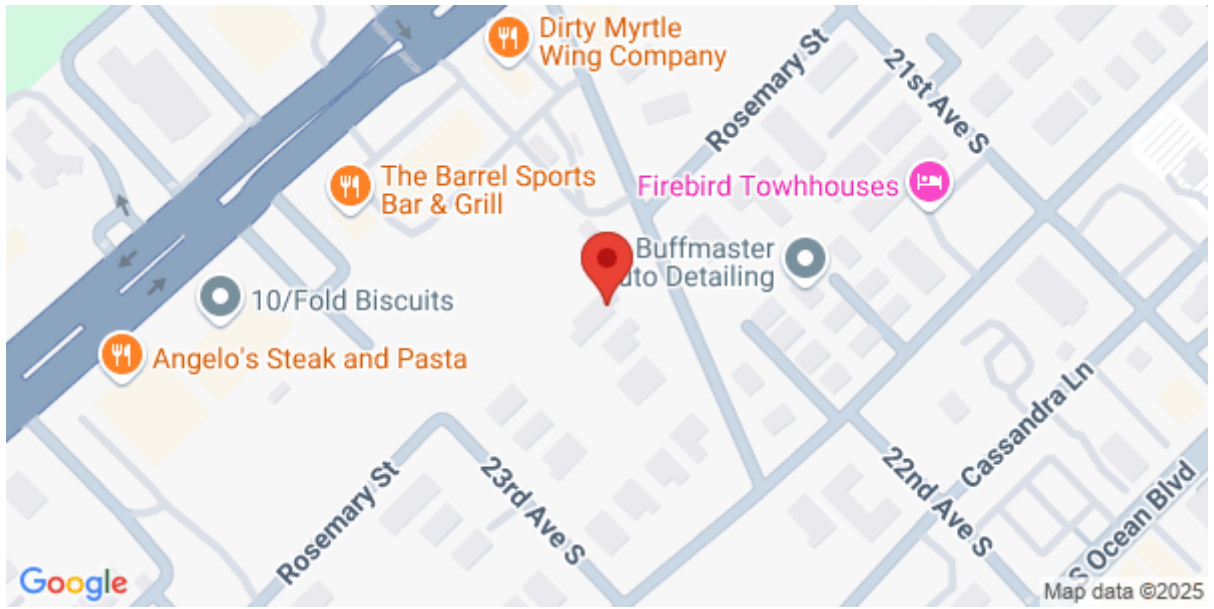 Dirty Myrtle
Wing Company
Rosemary St
21st Ave S
The Barrel Sports
Bar & Grill
Firebird Towhhouses
Buffmaster
uto Detailing
10/Fold Biscuits
Angelo's Steak and Pasta
Cassandra Ln
Rosemary St
23rd Ave S
22nd Ave S
S Ocean Blvd
Google
Map data ©2025